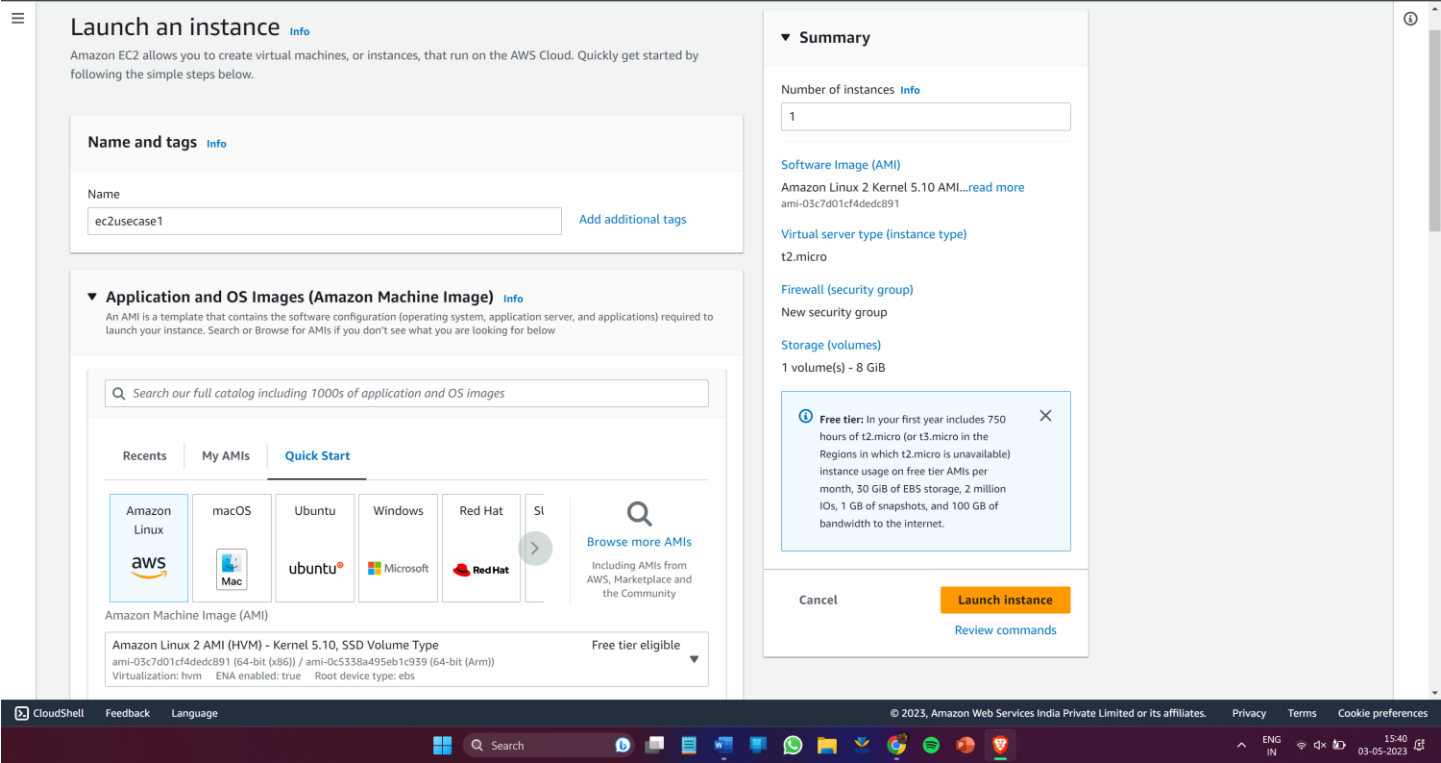 Launch an instance Info
Amazon EC2 allows you to create virtual machines, or instances, that run on the AWS Cloud. Quickly get started by
following the simple steps below.
Name and tags Info
Name
ec2usecase1
Add additional tags
Application and OS Images (Amazon Machine Image) Info
An AMI is a template that contains the software configuration (operating system, application server, and applications) required to
launch your instance. Search or Browse for AMIs if you don't see what you are looking for below
Search our full catalog including 1000s of application and OS images
Recents
My AMIs
Quick Start
Amazon
Linux
aws
macOS
Mac
Ubuntu
ubuntu
Windows
Microsoft
Red Hat
Red Hat
Browse more AMIs
Including AMIs from
AWS, Marketplace and
the Community
Amazon Machine Image (AMI)
Amazon Linux 2 AMI (HVM) - Kernel 5.10, SSD Volume Type
Free tier eligible
ami-03c7d01cf4dedc891 (64-bit (x86)) / ami-0c5338a495eb1c939 (64-bit (Arm))
Virtualization: hvm ENA enabled: true Root device type: ebs
Summary
Number of instances Info
1
Software Image (AMI)
Amazon Linux 2 Kernel 5.10 AMI...read more
ami-03c7d01cf4dedc891
Virtual server type (instance type)
t2.micro
Firewall (security group)
New security group
Storage (volumes)
1 volume(s) - 8 GiB
Free tier: In your first year includes 750
hours of t2.micro (or t3.micro in the
Regions in which t2.micro is unavailable)
instance usage on free tier AMIs per
month, 30 GiB of EBS storage, 2 million
IOs, 1 GB of snapshots, and 100 GB of
bandwidth to the internet.
Cancel
Launch instance
Review commands
CloudShell Feedback Language
© 2023, Amazon Web Services India Private Limited or its affiliates. Privacy Terms Cookie preferences
Search
ENG
IN
15:40
03-05-2023